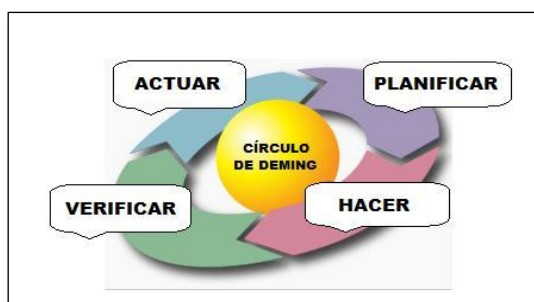 ACTUAR
PLANIFICAR
CÍRCULO
DE DEMING
VERIFICAR
HACER